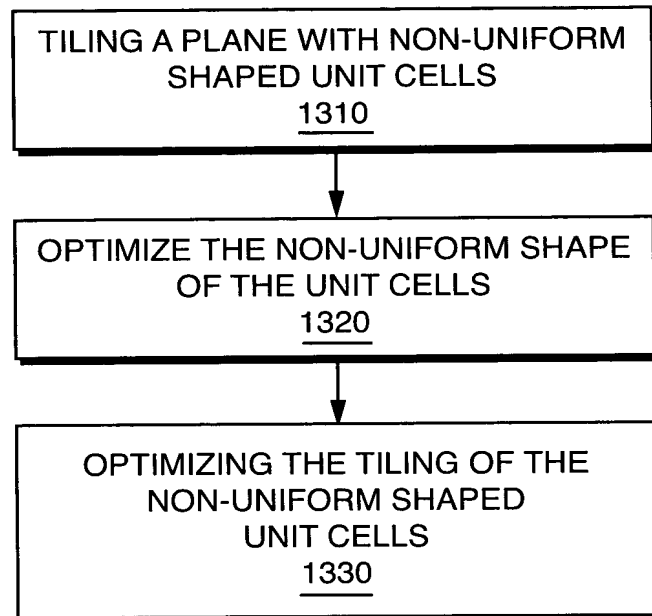 TILING A PLANE WITH NON-UNIFORM
SHAPED UNIT CELLS
1310
OPTIMIZE THE NON-UNIFORM SHAPE
OF THE UNIT CELLS
1320
OPTIMIZING THE TILING OF THE
NON-UNIFORM SHAPED
UNIT CELLS
1330